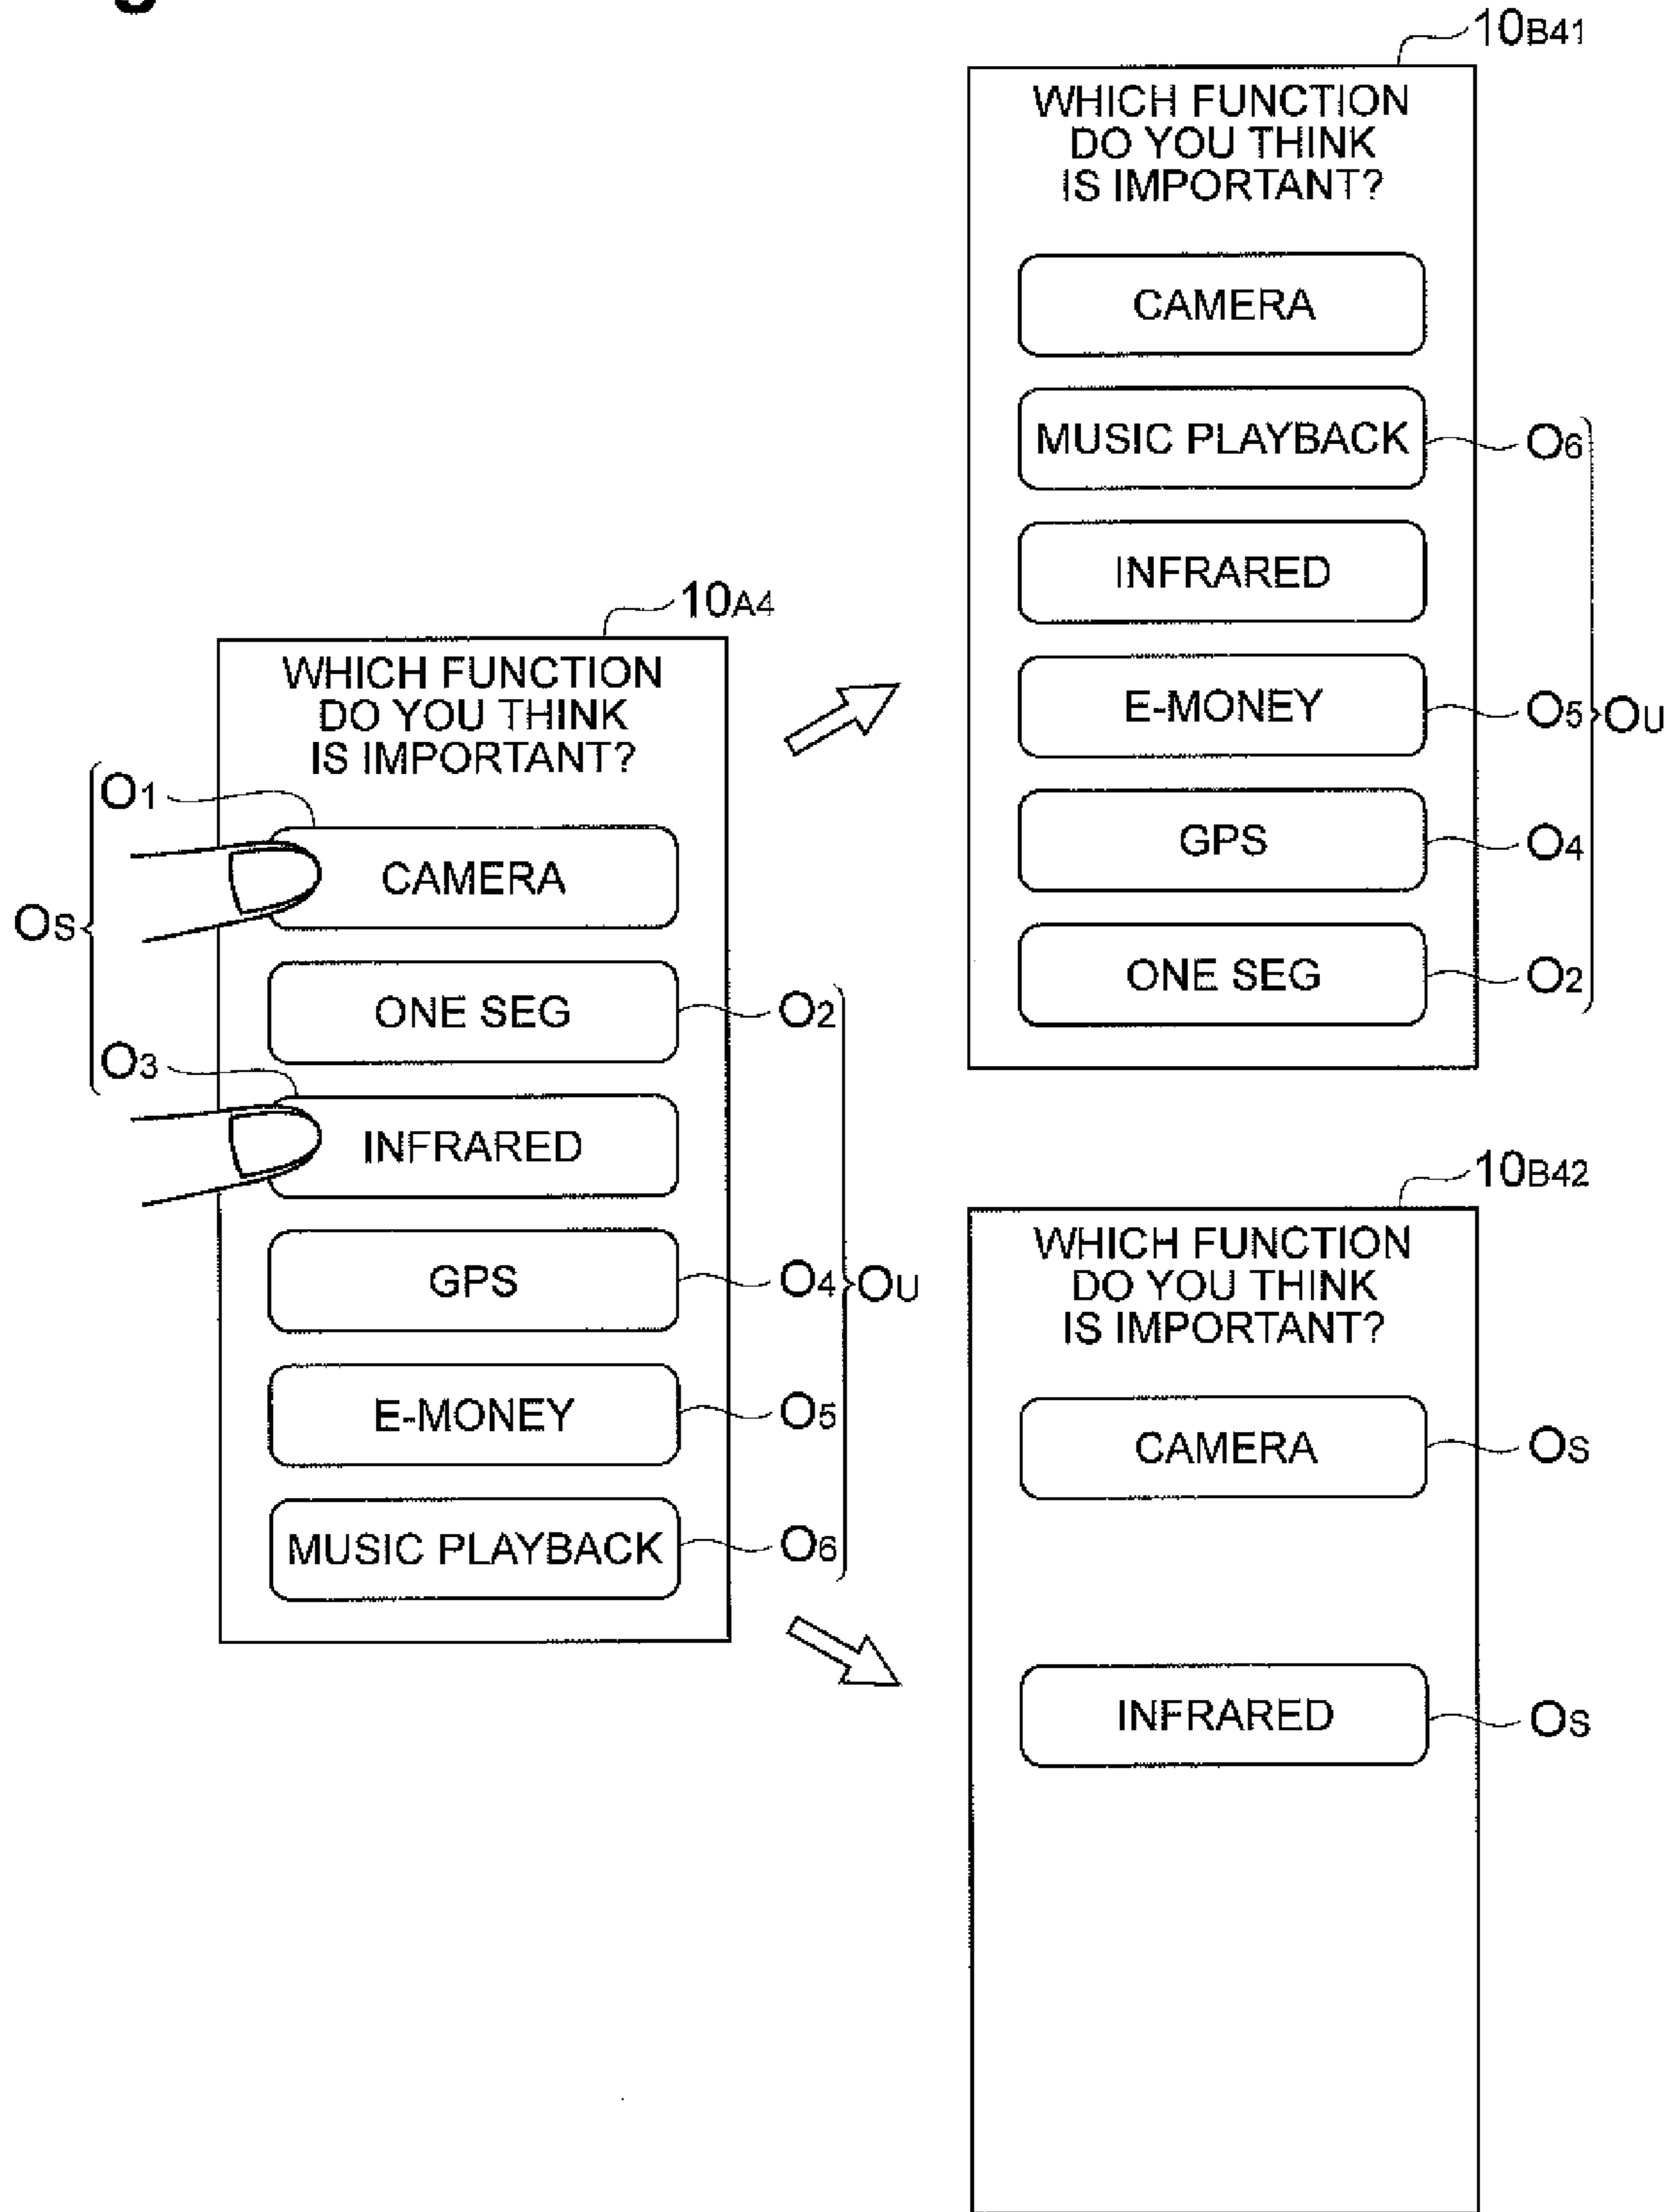 10B41
WHICH FUNCTION
DO YOU THINK
IS IMPORTANT?
CAMERA
MUSIC PLAYBACK
O6
INFRARED
E-MONEY
O5
OU
GPS
O4
ONE SEG
O2
10A4
WHICH FUNCTION
DO YOU THINK
IS IMPORTANT?
O1
CAMERA
OS
ONE SEG
O2
O3
INFRARED
GPS
O4
OU
E-MONEY
O5
MUSIC PLAYBACK
O6
10B42
WHICH FUNCTION
DO YOU THINK
IS IMPORTANT?
CAMERA
OS
INFRARED
OS